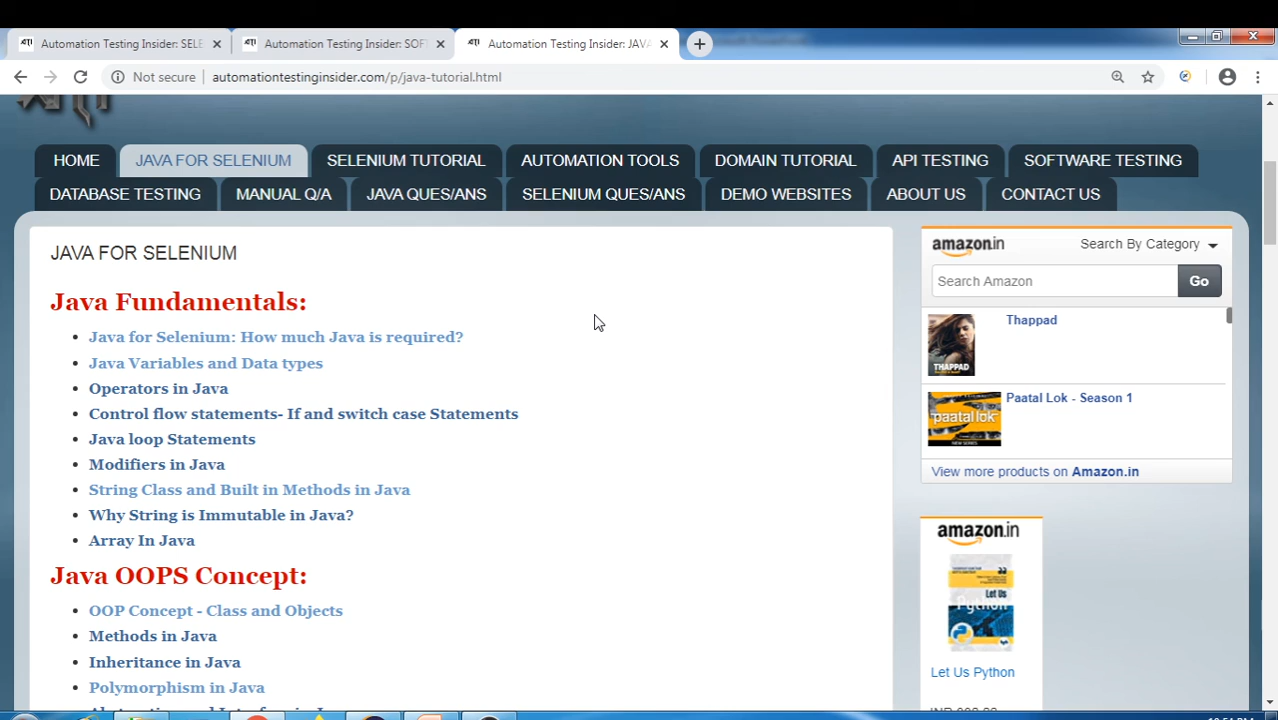 Automation Testing Insider: SELE
Automation Testing Insider: SOFT
Automation Testing Insider: JAVA
Not secure
automationtestinginsider.com/p/java-tutorial.html
HOME
JAVA FOR SELENIUM
SELENIUM TUTORIAL
AUTOMATION TOOLS
DOMAIN TUTORIAL
API TESTING
SOFTWARE TESTING
DATABASE TESTING
MANUAL Q/A
JAVA QUES/ANS
SELENIUM QUES/ANS
DEMO WEBSITES
ABOUT US
CONTACT US
JAVA FOR SELENIUM
Java Fundamentals:
Java for Selenium: How much Java is required?
Java Variables and Data types
Operators in Java
Control flow statements- If and switch case Statements
Java loop Statements
Modifiers in Java
String Class and Built in Methods in Java
Why String is Immutable in Java?
Array In Java
Java OOPS Concept:
OOP Concept - Class and Objects
Methods in Java
Inheritance in Java
Polymorphism in Java
amazon.in
Search By Category
Search Amazon
Go
THAPPAD
Thappad
paatal lok
Paatal Lok - Season 1
View more products on Amazon.in
amazon.in
Let Us
Python
Let Us Python